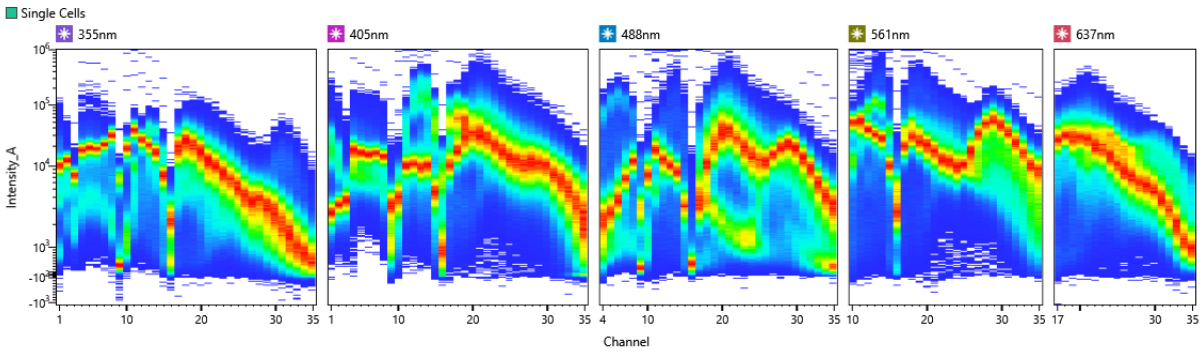 Single Cells
355nm 405nm 488nm 561nm 637nm
Intensity_A
10⁶
10⁵
10⁴
10³
-10³
1 10 20 30 35 1 10 20 30 35 4 10 20 30 35 10 20 30 35 17 30 35
Channel